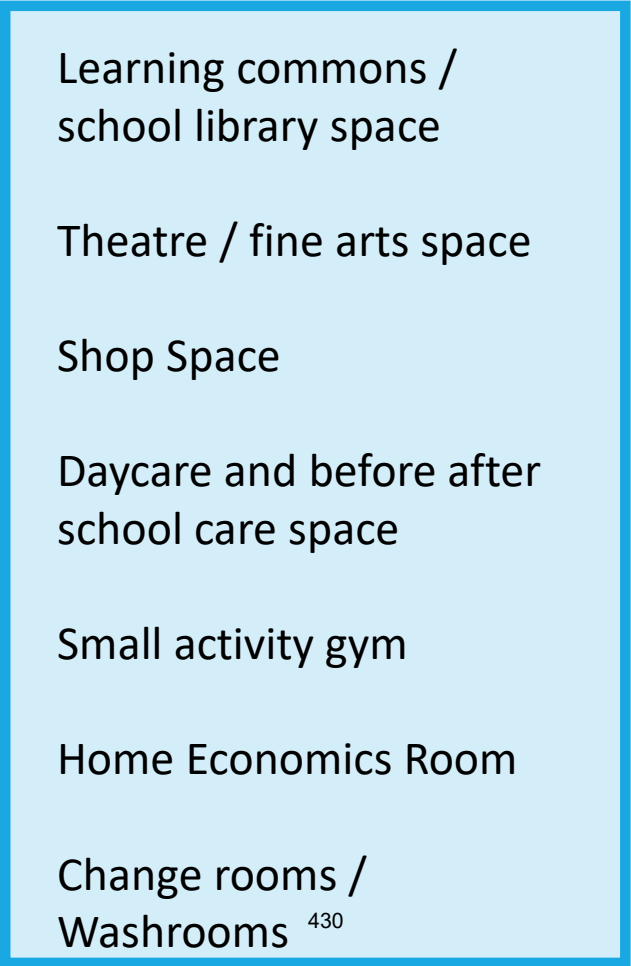 Learning commons /
school library space
Theatre / fine arts space
Shop Space
Daycare and before after
school care space
Small activity gym
Home Economics Room
Change rooms /
Washrooms 430